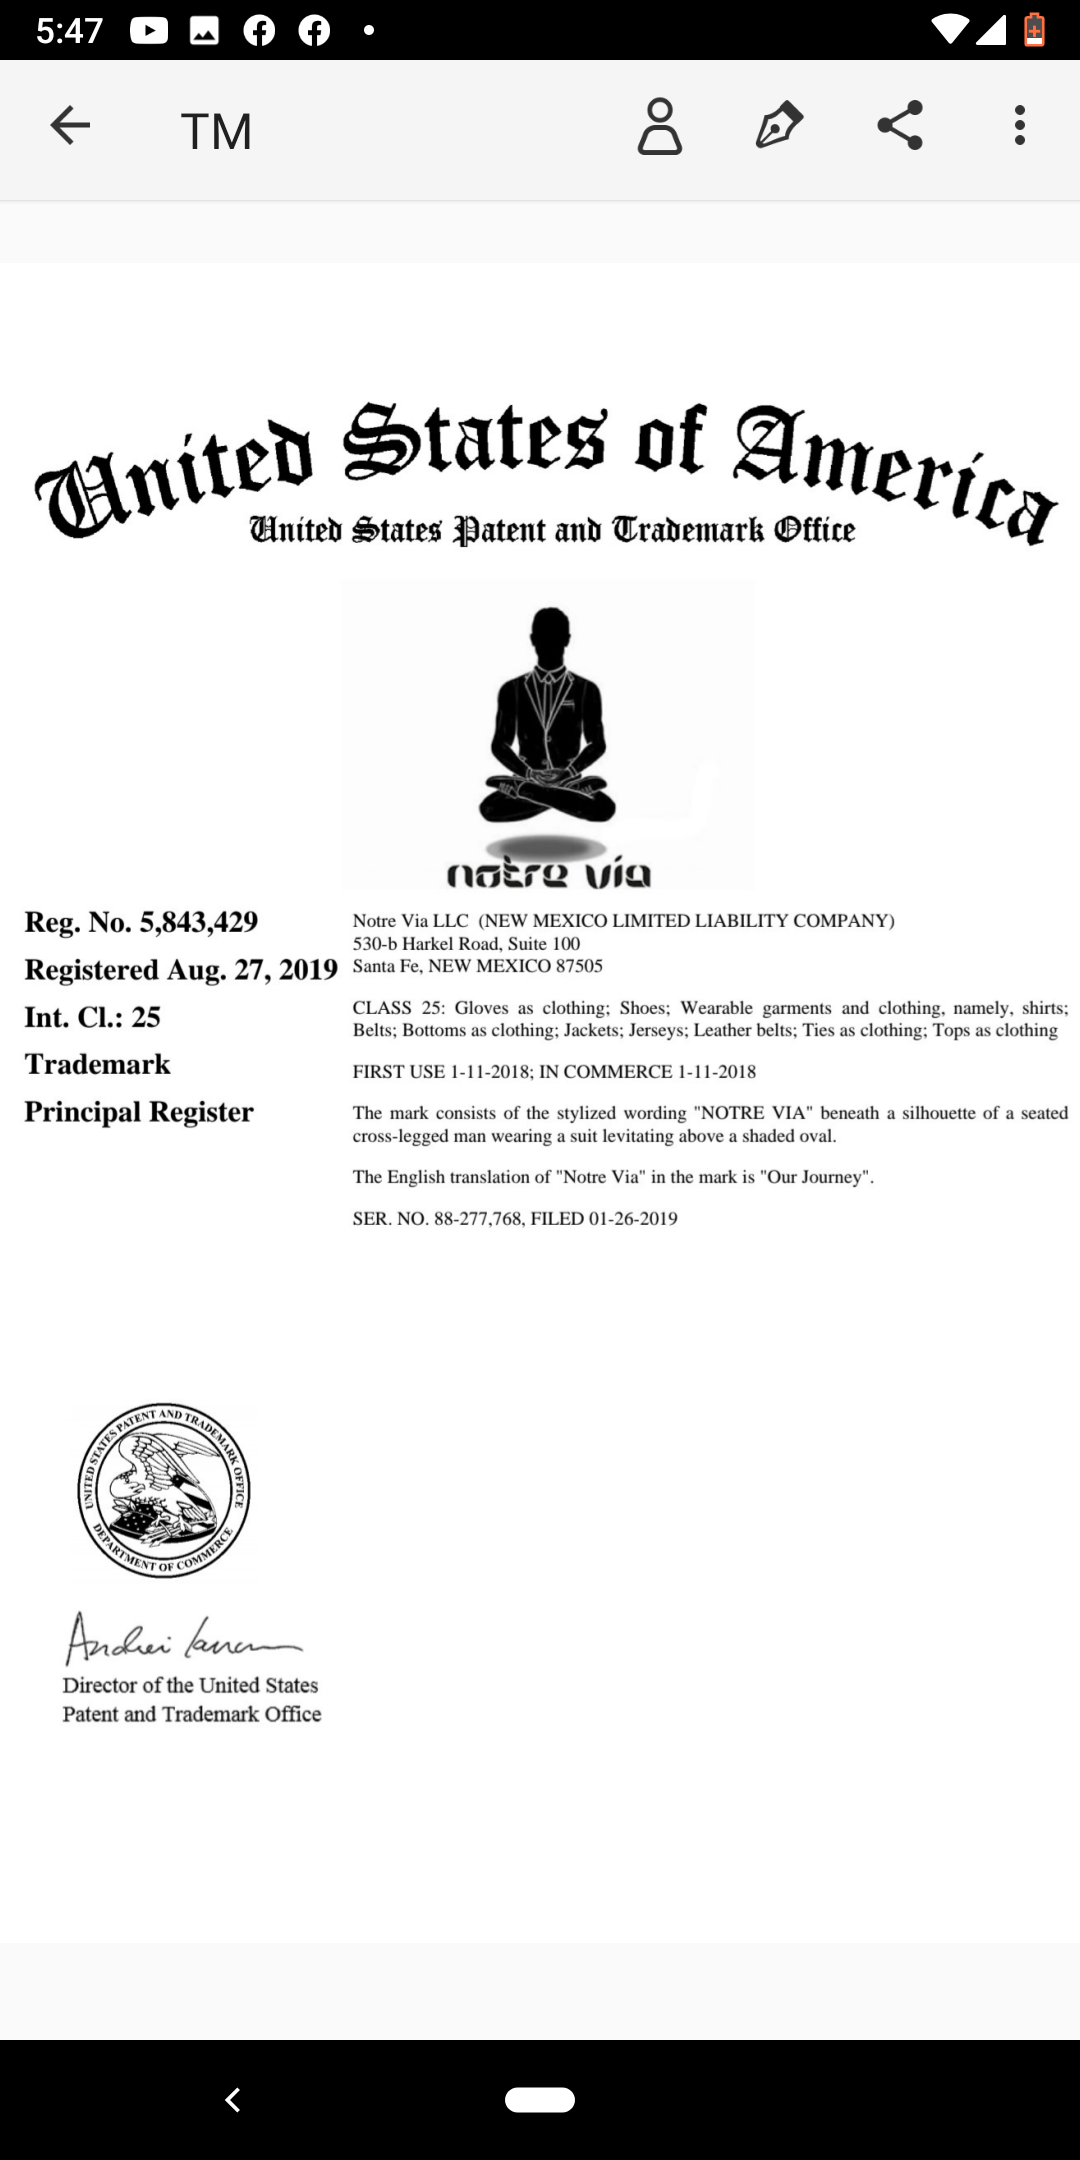 5:47
TM
United States of America
United States Patent and Trademark Office
notre via
Reg. No. 5,843,429
Registered Aug. 27, 2019
Int. Cl.: 25
Trademark
Principal Register
Notre Via LLC (NEW MEXICO LIMITED LIABILITY COMPANY)
530-b Harkel Road, Suite 100
Santa Fe, NEW MEXICO 87505
CLASS 25: Gloves as clothing; Shoes; Wearable garments and clothing, namely, shirts;
Belts; Bottoms as clothing; Jackets; Jerseys; Leather belts; Ties as clothing; Tops as clothing
FIRST USE 1-11-2018; IN COMMERCE 1-11-2018
The mark consists of the stylized wording "NOTRE VIA" beneath a silhouette of a seated
cross-legged man wearing a suit levitating above a shaded oval.
The English translation of "Notre Via" in the mark is "Our Journey".
SER. NO. 88-277,768, FILED 01-26-2019
UNITED STATES PATENT AND TRADEMARK OFFICE
DEPARTMENT OF COMMERCE
Andrei Iancu
Director of the United States
Patent and Trademark Office